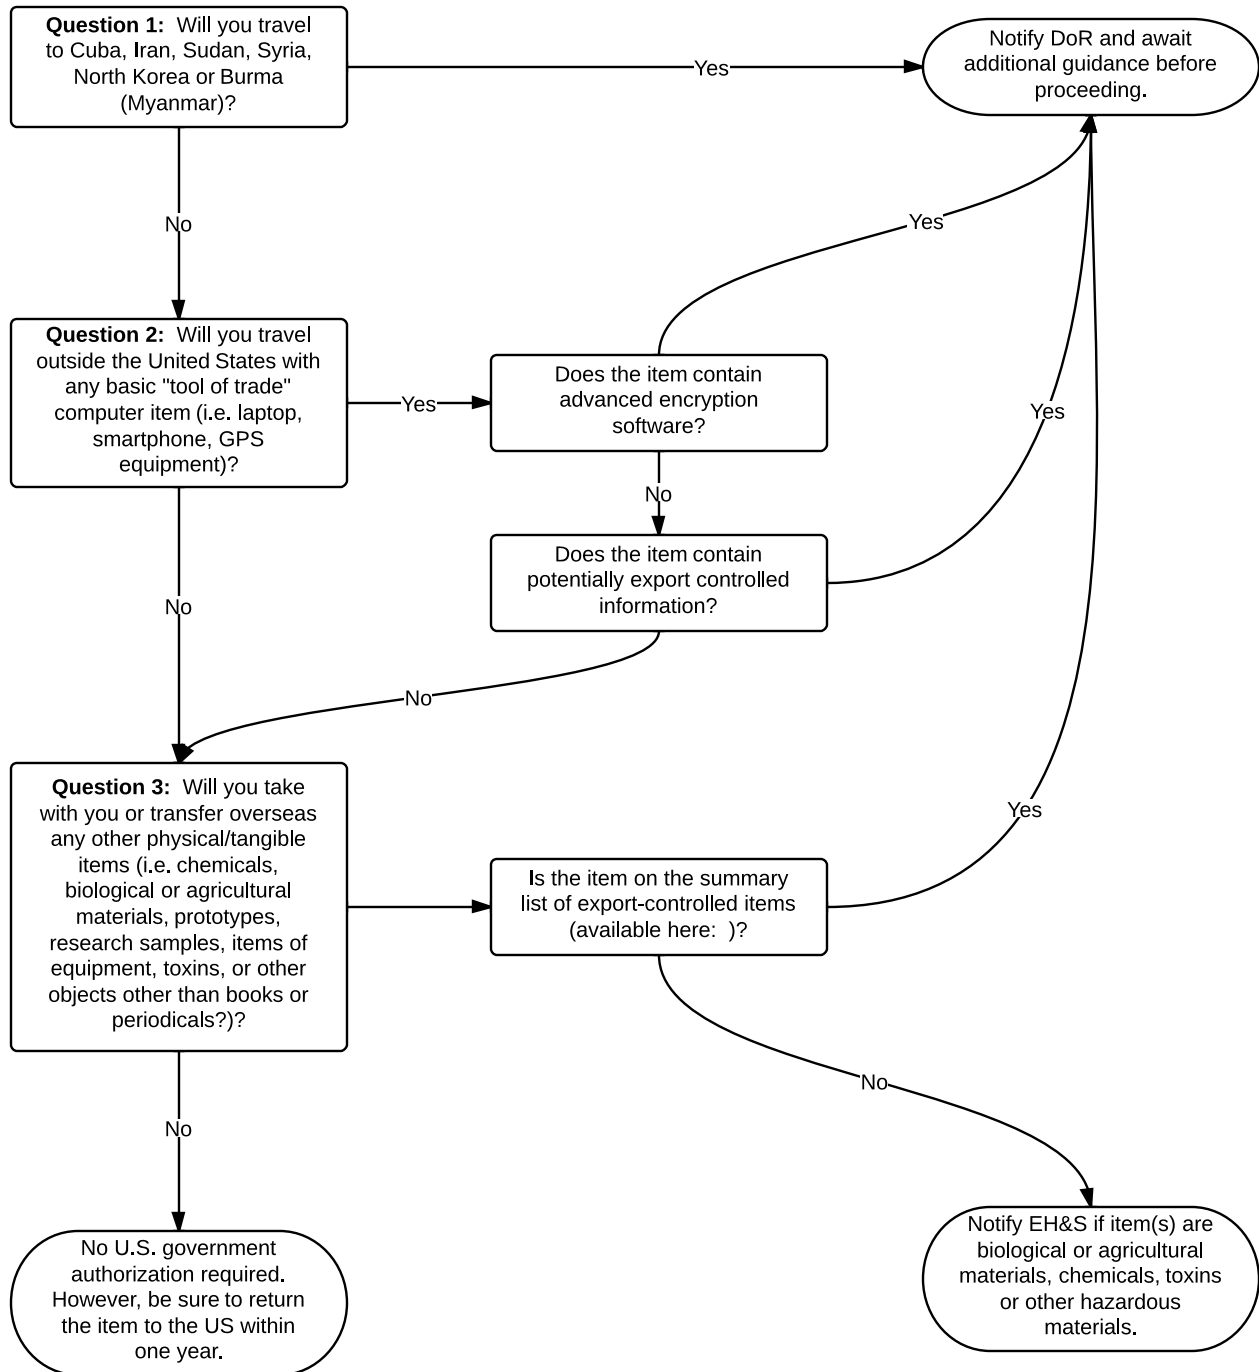 Question 1: Will you travel
to Cuba, Iran, Sudan, Syria,
North Korea or Burma
(Myanmar)?
Yes
Notify DoR and await
additional guidance before
proceeding.
No
Yes
Question 2: Will you travel
outside the United States with
any basic "tool of trade"
computer item (i.e. laptop,
smartphone, GPS
equipment)?
Yes
Does the item contain
advanced encryption
software?
Yes
No
Does the item contain
potentially export controlled
information?
No
No
Question 3: Will you take
with you or transfer overseas
any other physical/tangible
items (i.e. chemicals,
biological or agricultural
materials, prototypes,
research samples, items of
equipment, toxins, or other
objects other than books or
periodicals?)?
Is the item on the summary
list of export-controlled items
(available here: )?
Yes
No
No
No U.S. government
authorization required.
However, be sure to return
the item to the US within
one year.
Notify EH&S if item(s) are
biological or agricultural
materials, chemicals, toxins
or other hazardous
materials.